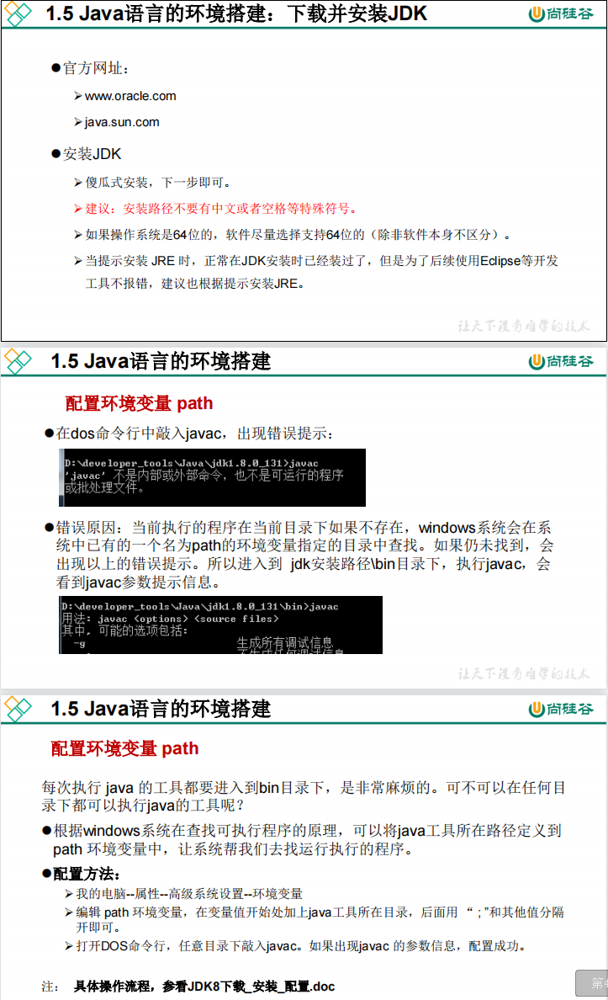 1.5 Java语言的环境搭建：下载并安装JDK
尚硅谷
●官方网址：
➢www.oracle.com
➢java.sun.com
●安装JDK
➢傻瓜式安装，下一步即可。
➢建议：安装路径不要有中文或者空格等特殊符号。
➢如果操作系统是64位的，软件尽量选择支持64位的（除非软件本身不区分）。
➢当提示安装 JRE 时，正常在JDK安装时已经装过了，但是为了后续使用Eclipse等开发
工具不报错，建议也根据提示安装JRE。
让天下没有难学的技术
1.5 Java语言的环境搭建
尚硅谷
配置环境变量 path
●在dos命令行中敲入javac，出现错误提示：
D:\developer_tools\Java\jdk1.8.0_131>javac
'javac' 不是内部或外部命令，也不是可运行的程序
或批处理文件。
●错误原因：当前执行的程序在当前目录下如果不存在，windows系统会在系
统中已有的一个名为path的环境变量指定的目录中查找。如果仍未找到，会
出现以上的错误提示。所以进入到 jdk安装路径\bin目录下，执行javac，会
看到javac参数提示信息。
D:\developer_tools\Java\jdk1.8.0_131\bin>javac
用法: javac <options> <source files>
其中, 可能的选项包括:
-g 生成所有调试信息
不生成任何调试信息
让天下没有难学的技术
1.5 Java语言的环境搭建
尚硅谷
配置环境变量 path
每次执行 java 的工具都要进入到bin目录下，是非常麻烦的。可不可以在任何目
录下都可以执行java的工具呢？
●根据windows系统在查找可执行程序的原理，可以将java工具所在路径定义到
path 环境变量中，让系统帮我们去找运行执行的程序。
●配置方法：
➢我的电脑--属性--高级系统设置--环境变量
➢编辑 path 环境变量，在变量值开始处加上java工具所在目录，后面用 “ ; ”和其他值分隔
开即可。
➢打开DOS命令行，任意目录下敲入javac。如果出现javac 的参数信息，配置成功。
注： 具体操作流程，参看JDK8下载_安装_配置.doc
第